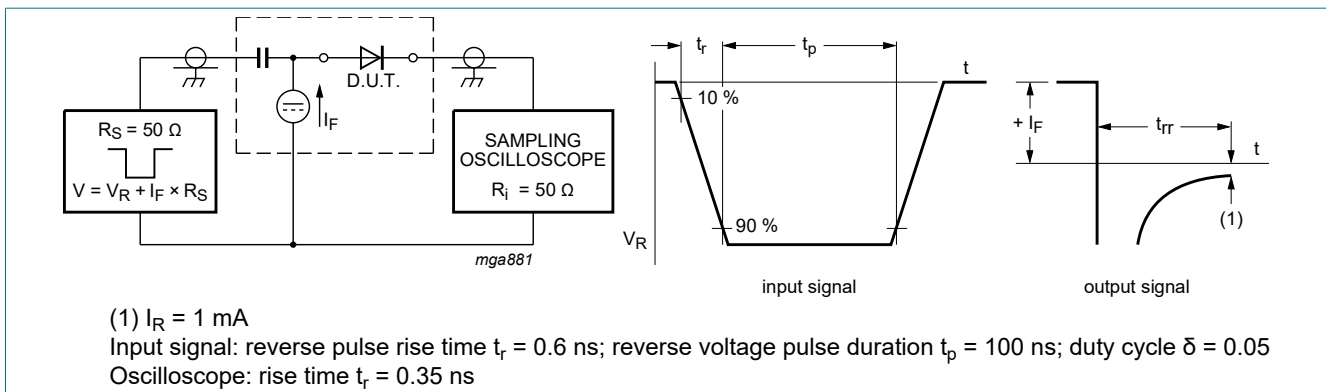 D.U.T.
I_F
R_S = 50 Ω
V = V_R + I_F × R_S
SAMPLING
OSCILLOSCOPE
R_i = 50 Ω
mga881
t_r
t_p
t
10 %
90 %
V_R
input signal
+ I_F
t_rr
t
(1)
output signal
(1) I_R = 1 mA
Input signal: reverse pulse rise time t_r = 0.6 ns; reverse voltage pulse duration t_p = 100 ns; duty cycle δ = 0.05
Oscilloscope: rise time t_r = 0.35 ns